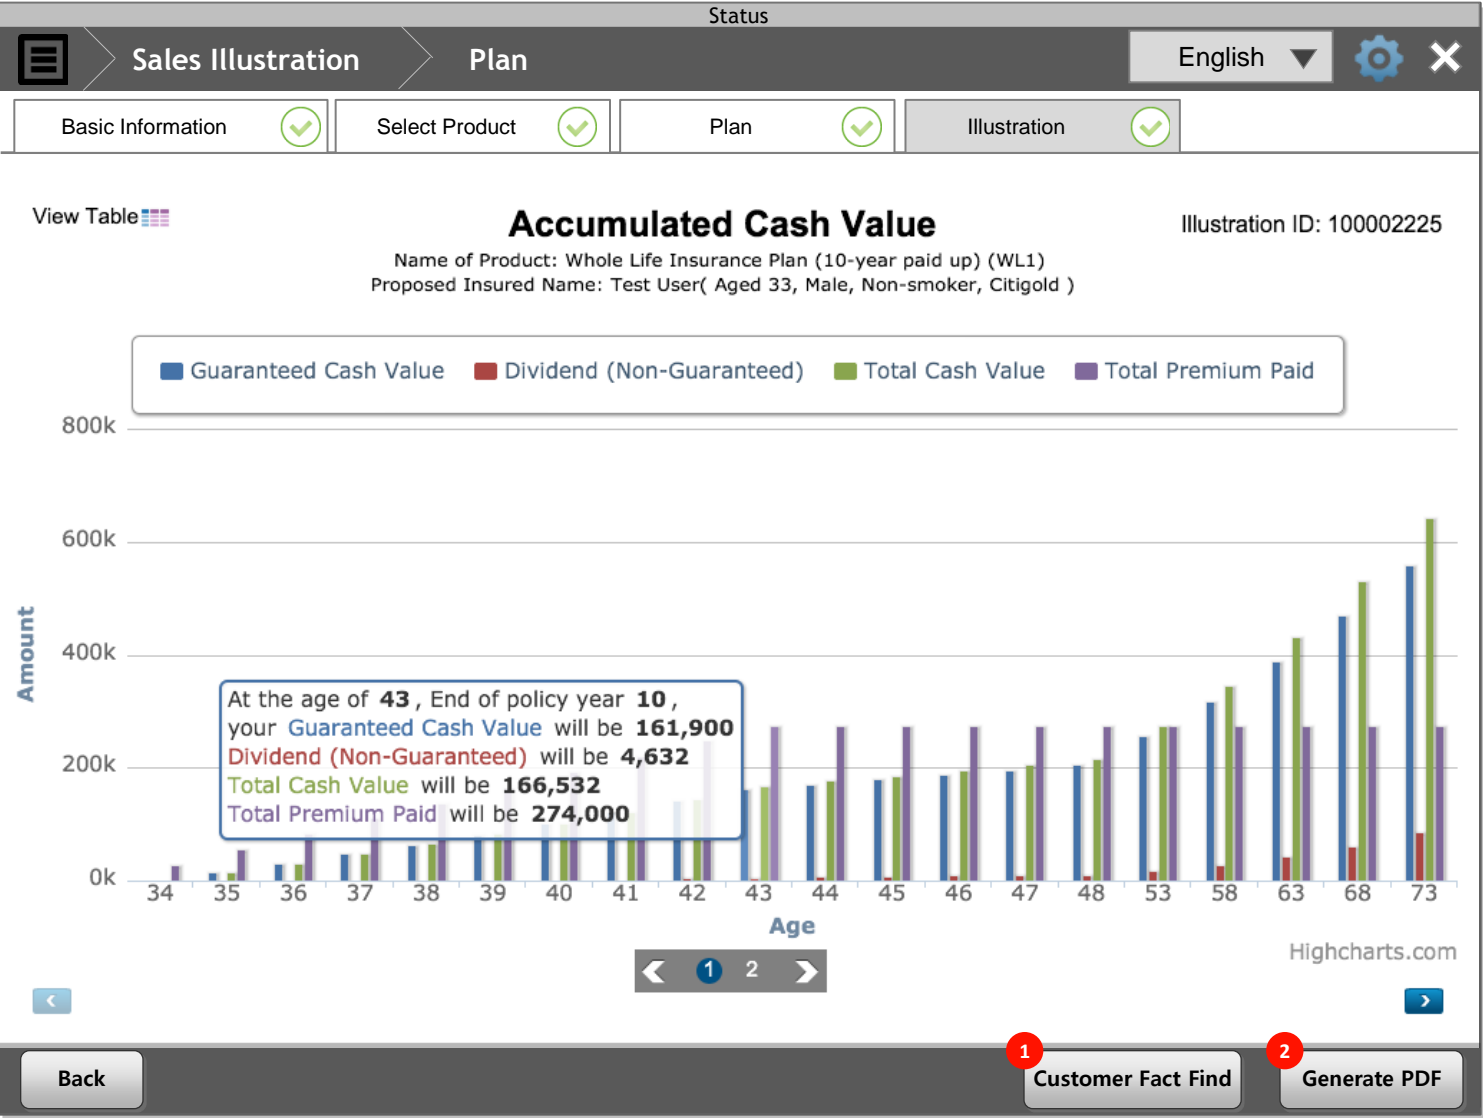 Status
Sales Illustration
Plan
English
Basic Information
Select Product
Plan
Illustration
View Table
Accumulated Cash Value
Illustration ID: 100002225
Name of Product: Whole Life Insurance Plan (10-year paid up) (WL1)
Proposed Insured Name: Test User( Aged 33, Male, Non-smoker, Citigold )
Guaranteed Cash Value
Dividend (Non-Guaranteed)
Total Cash Value
Total Premium Paid
800k
600k
400k
200k
0k
Amount
At the age of 43 , End of policy year 10 ,
your Guaranteed Cash Value will be 161,900
Dividend (Non-Guaranteed) will be 4,632
Total Cash Value will be 166,532
Total Premium Paid will be 274,000
34 35 36 37 38 39 40 41 42 43 44 45 46 47 48 53 58 63 68 73
Age
Highcharts.com
1 2
Back
1
Customer Fact Find
2
Generate PDF